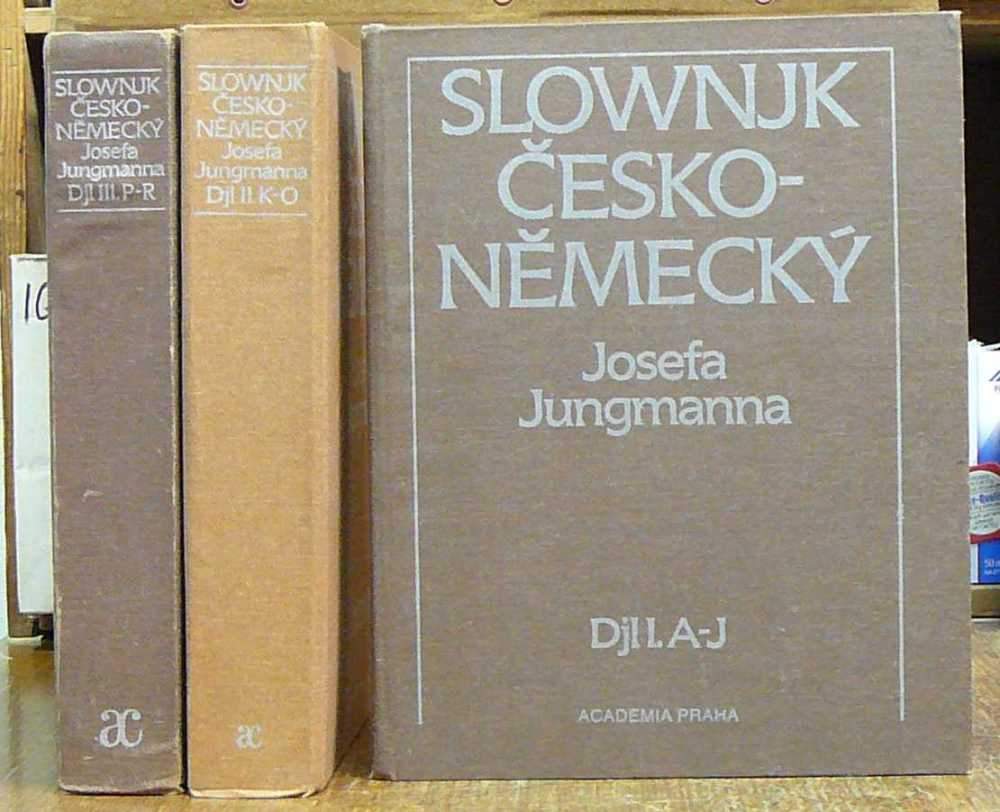 SLOWNJK
ČESKO-
NĚMECKÝ
Josefa
Jungmanna
Djl III. P-R
ac
SLOWNJK
ČESKO-
NĚMECKÝ
Josefa
Jungmanna
Djl II. K-O
ac
SLOWNJK
ČESKO-
NĚMECKÝ
Josefa
Jungmanna
Djl I. A-J
ACADEMIA PRAHA